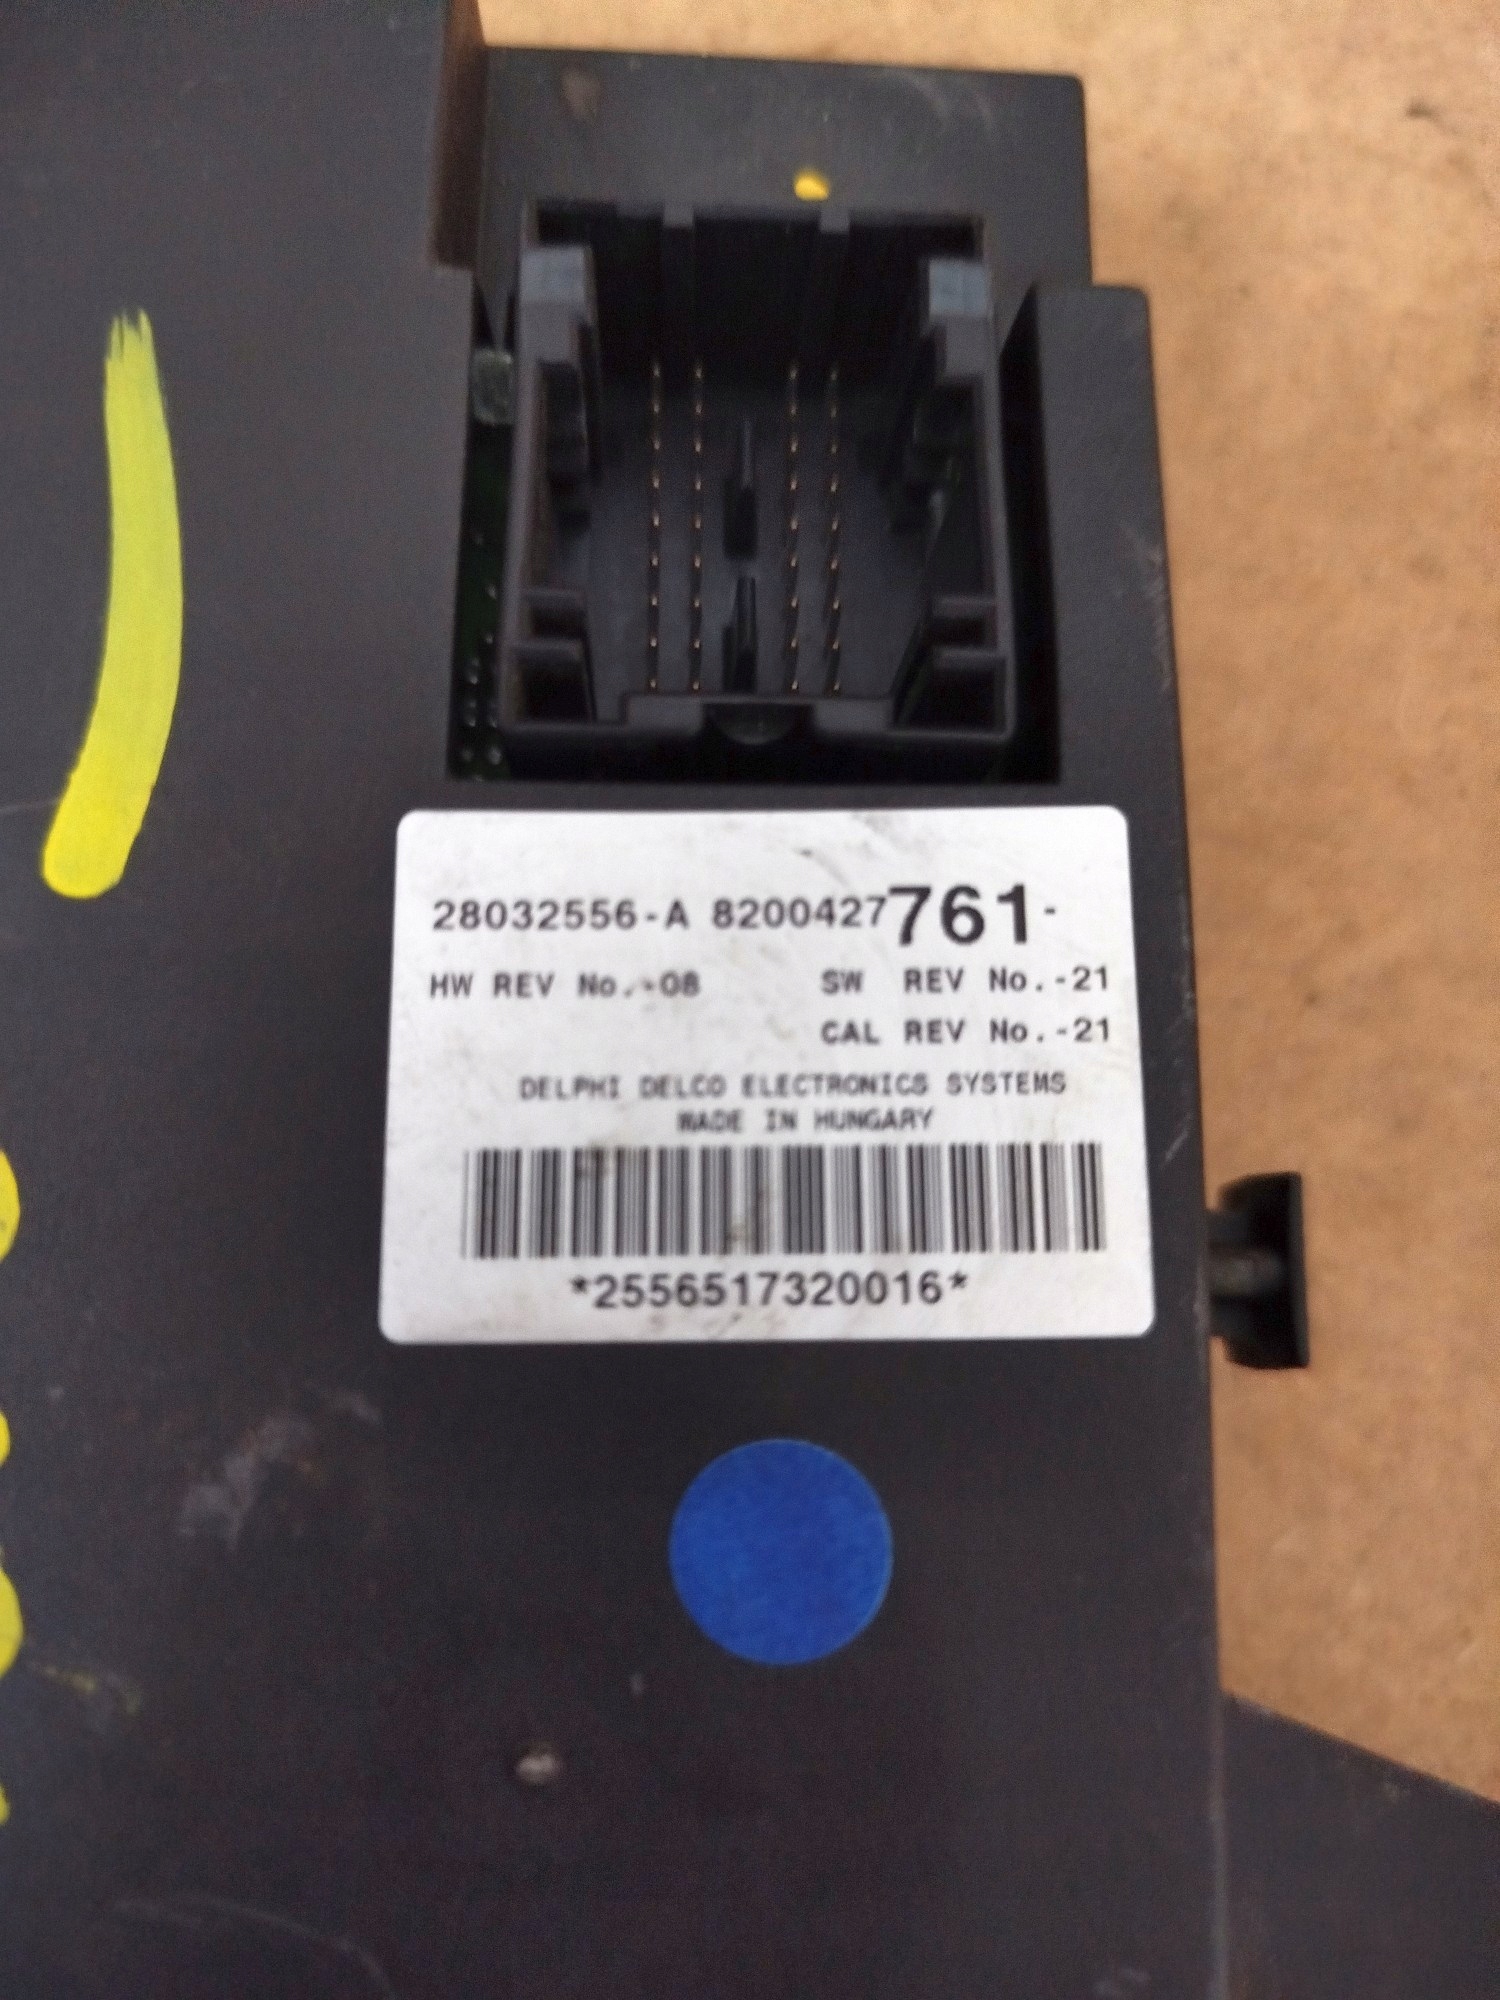 28032556-A 8200427761-
HW REV No.-08 SW REV No.-21
CAL REV No.-21
DELPHI DELCO ELECTRONICS SYSTEMS
MADE IN HUNGARY
*2556517320016*